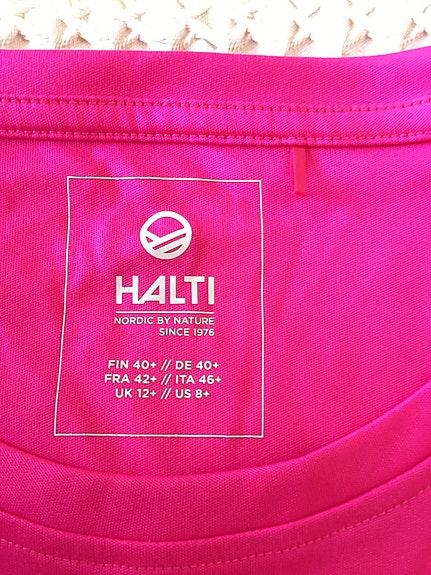 HALTI
NORDIC BY NATURE
SINCE 1976
FIN 40+ // DE 40+
FRA 42+ // ITA 46+
UK 12+ // US 8+